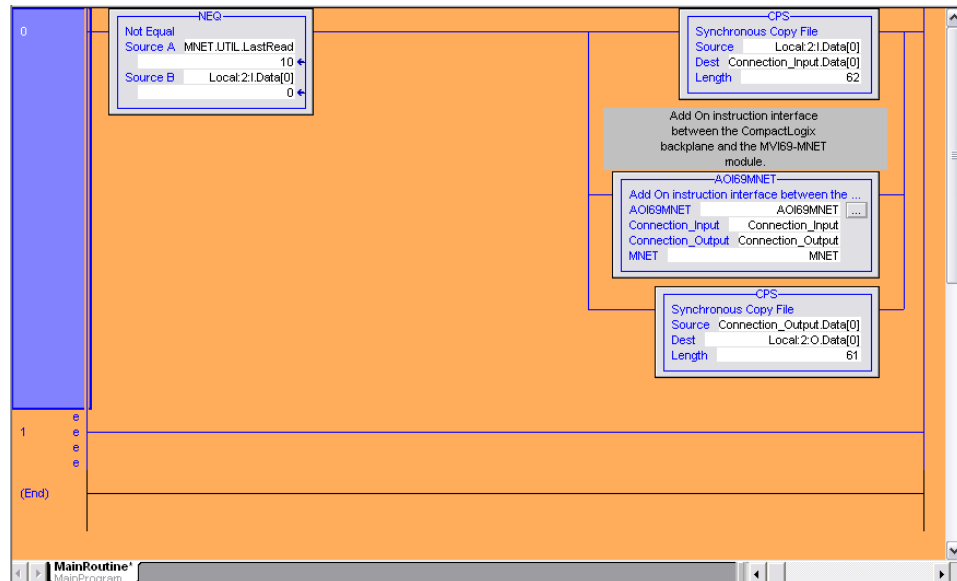 0
NEQ
Not Equal
Source A MNET.UTIL.LastRead
10
Source B Local:2:I.Data[0]
0
CPS
Synchronous Copy File
Source Local:2:I.Data[0]
Dest Connection_Input.Data[0]
Length 62
Add On instruction interface
between the CompactLogix
backplane and the MVI69-MNET
module.
AOI69MNET
Add On instruction interface between the ...
AOI69MNET AOI69MNET ...
Connection_Input Connection_Input
Connection_Output Connection_Output
MNET MNET
CPS
Synchronous Copy File
Source Connection_Output.Data[0]
Dest Local:2:O.Data[0]
Length 61
e
1 e
e
e
(End)
MainRoutine*
MainProgram